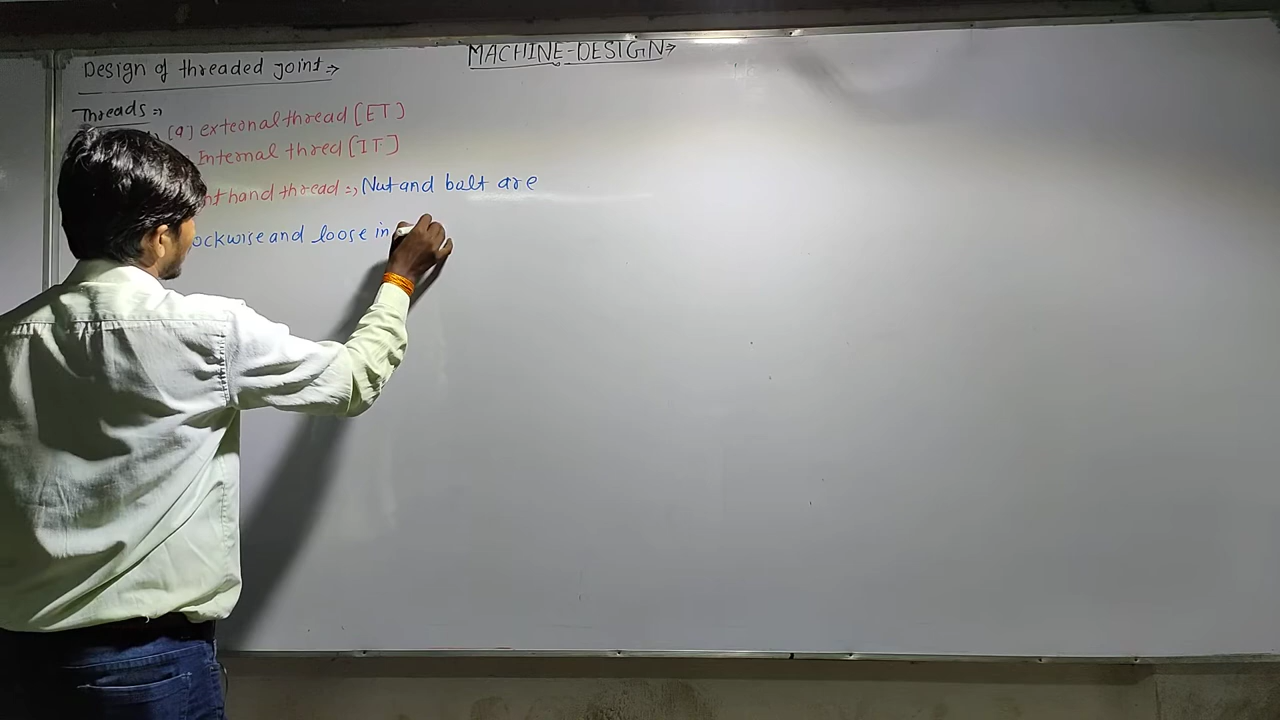 MACHINE-DESIGN→
Design of threaded joint→
Threads ⇒
[a] external thread [ET]
Internal thred [IT]
hand thread ⇒ Nut and bolt are
and loose in